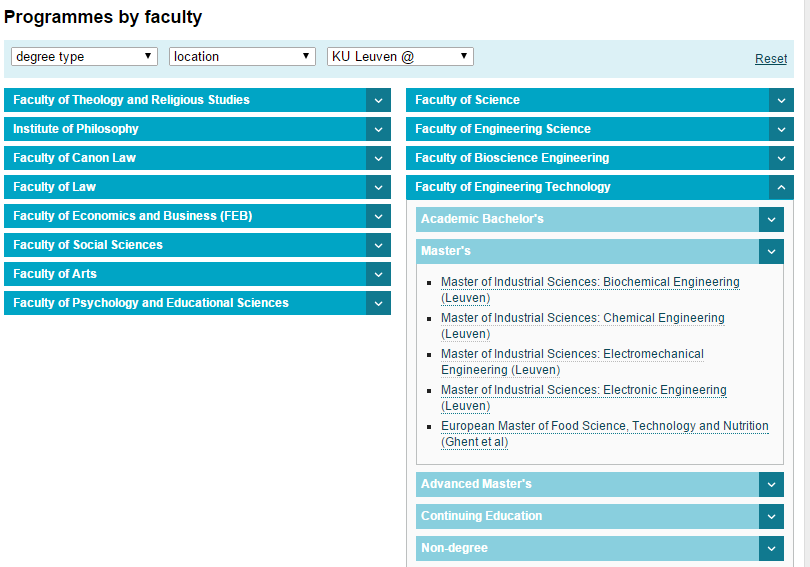 Programmes by faculty
degree type
location
KU Leuven @
Reset
Faculty of Theology and Religious Studies
Institute of Philosophy
Faculty of Canon Law
Faculty of Law
Faculty of Economics and Business (FEB)
Faculty of Social Sciences
Faculty of Arts
Faculty of Psychology and Educational Sciences
Faculty of Science
Faculty of Engineering Science
Faculty of Bioscience Engineering
Faculty of Engineering Technology
Academic Bachelor's
Master's
Master of Industrial Sciences: Biochemical Engineering
(Leuven)
Master of Industrial Sciences: Chemical Engineering
(Leuven)
Master of Industrial Sciences: Electromechanical
Engineering (Leuven)
Master of Industrial Sciences: Electronic Engineering
(Leuven)
European Master of Food Science, Technology and Nutrition
(Ghent et al)
Advanced Master's
Continuing Education
Non-degree